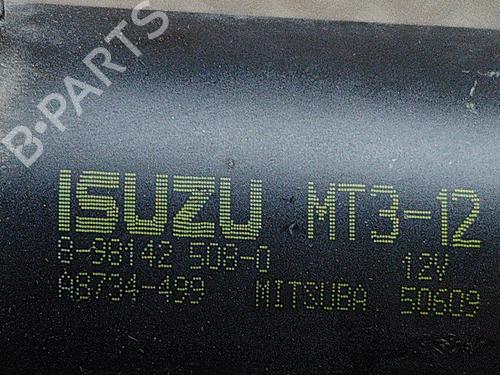 B·PARTS
ISUZU MT3-12
8-98142 508-0 12V
A8734-499 MITSUBA 50609